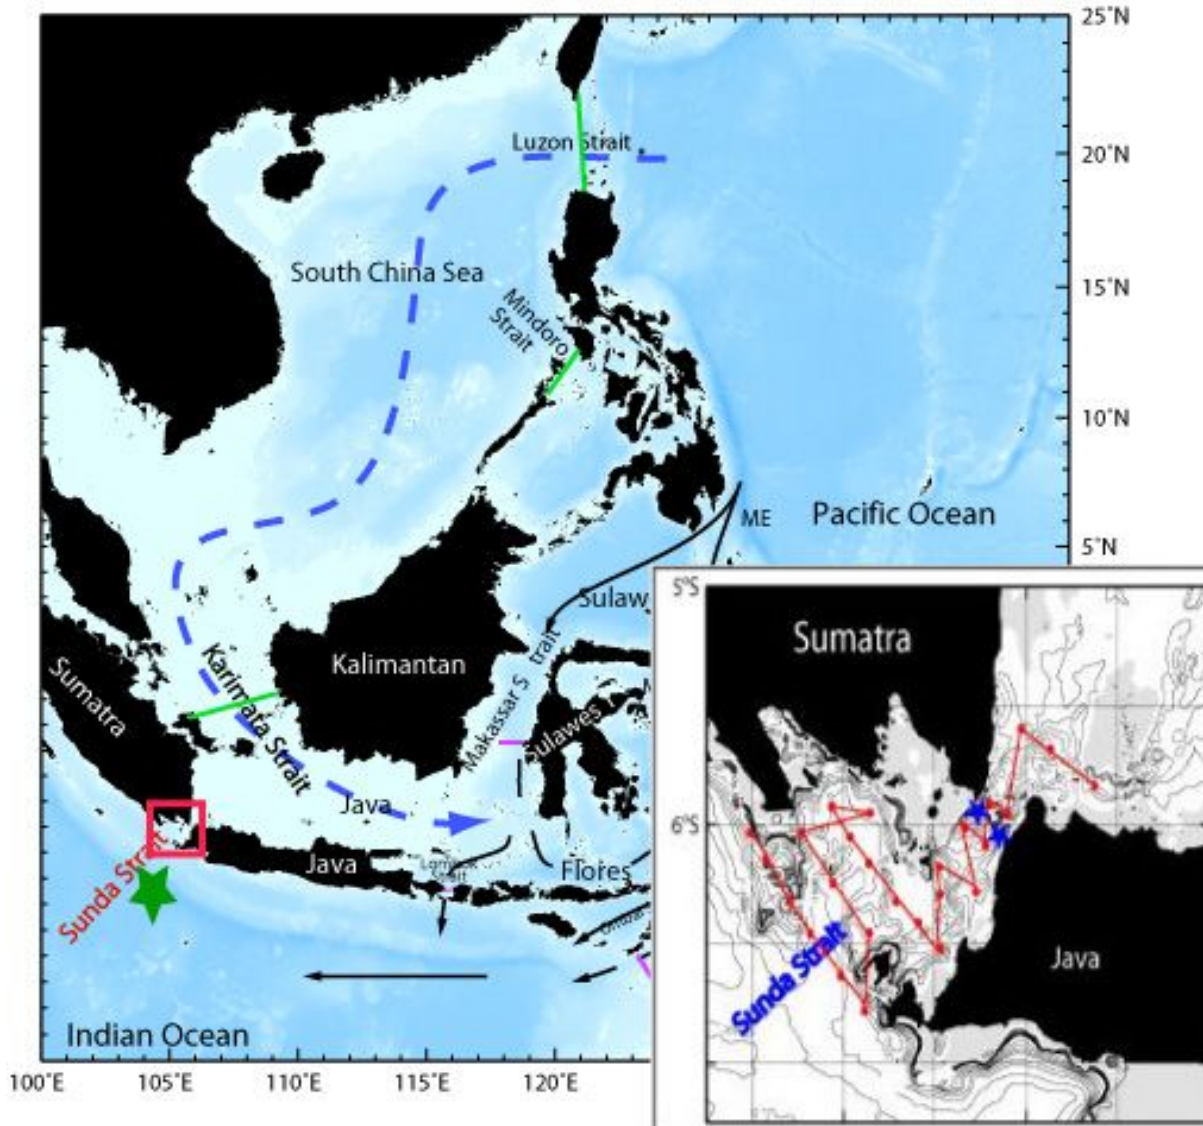 25°N
Luzon Strait
20°N
South China Sea
15°N
Mindoro
Strait
10°N
ME
Pacific Ocean
5°N
Sulaw
5°S
Sumatra
Kalimantan
Makassar S trait
Karimata Strait
Sumatra
Sulawes
Java
6°S
Java
Flores
Sunda Strait
Sunda Strait
Java
Indian Ocean
100°E
105°E
110°E
115°E
120°E